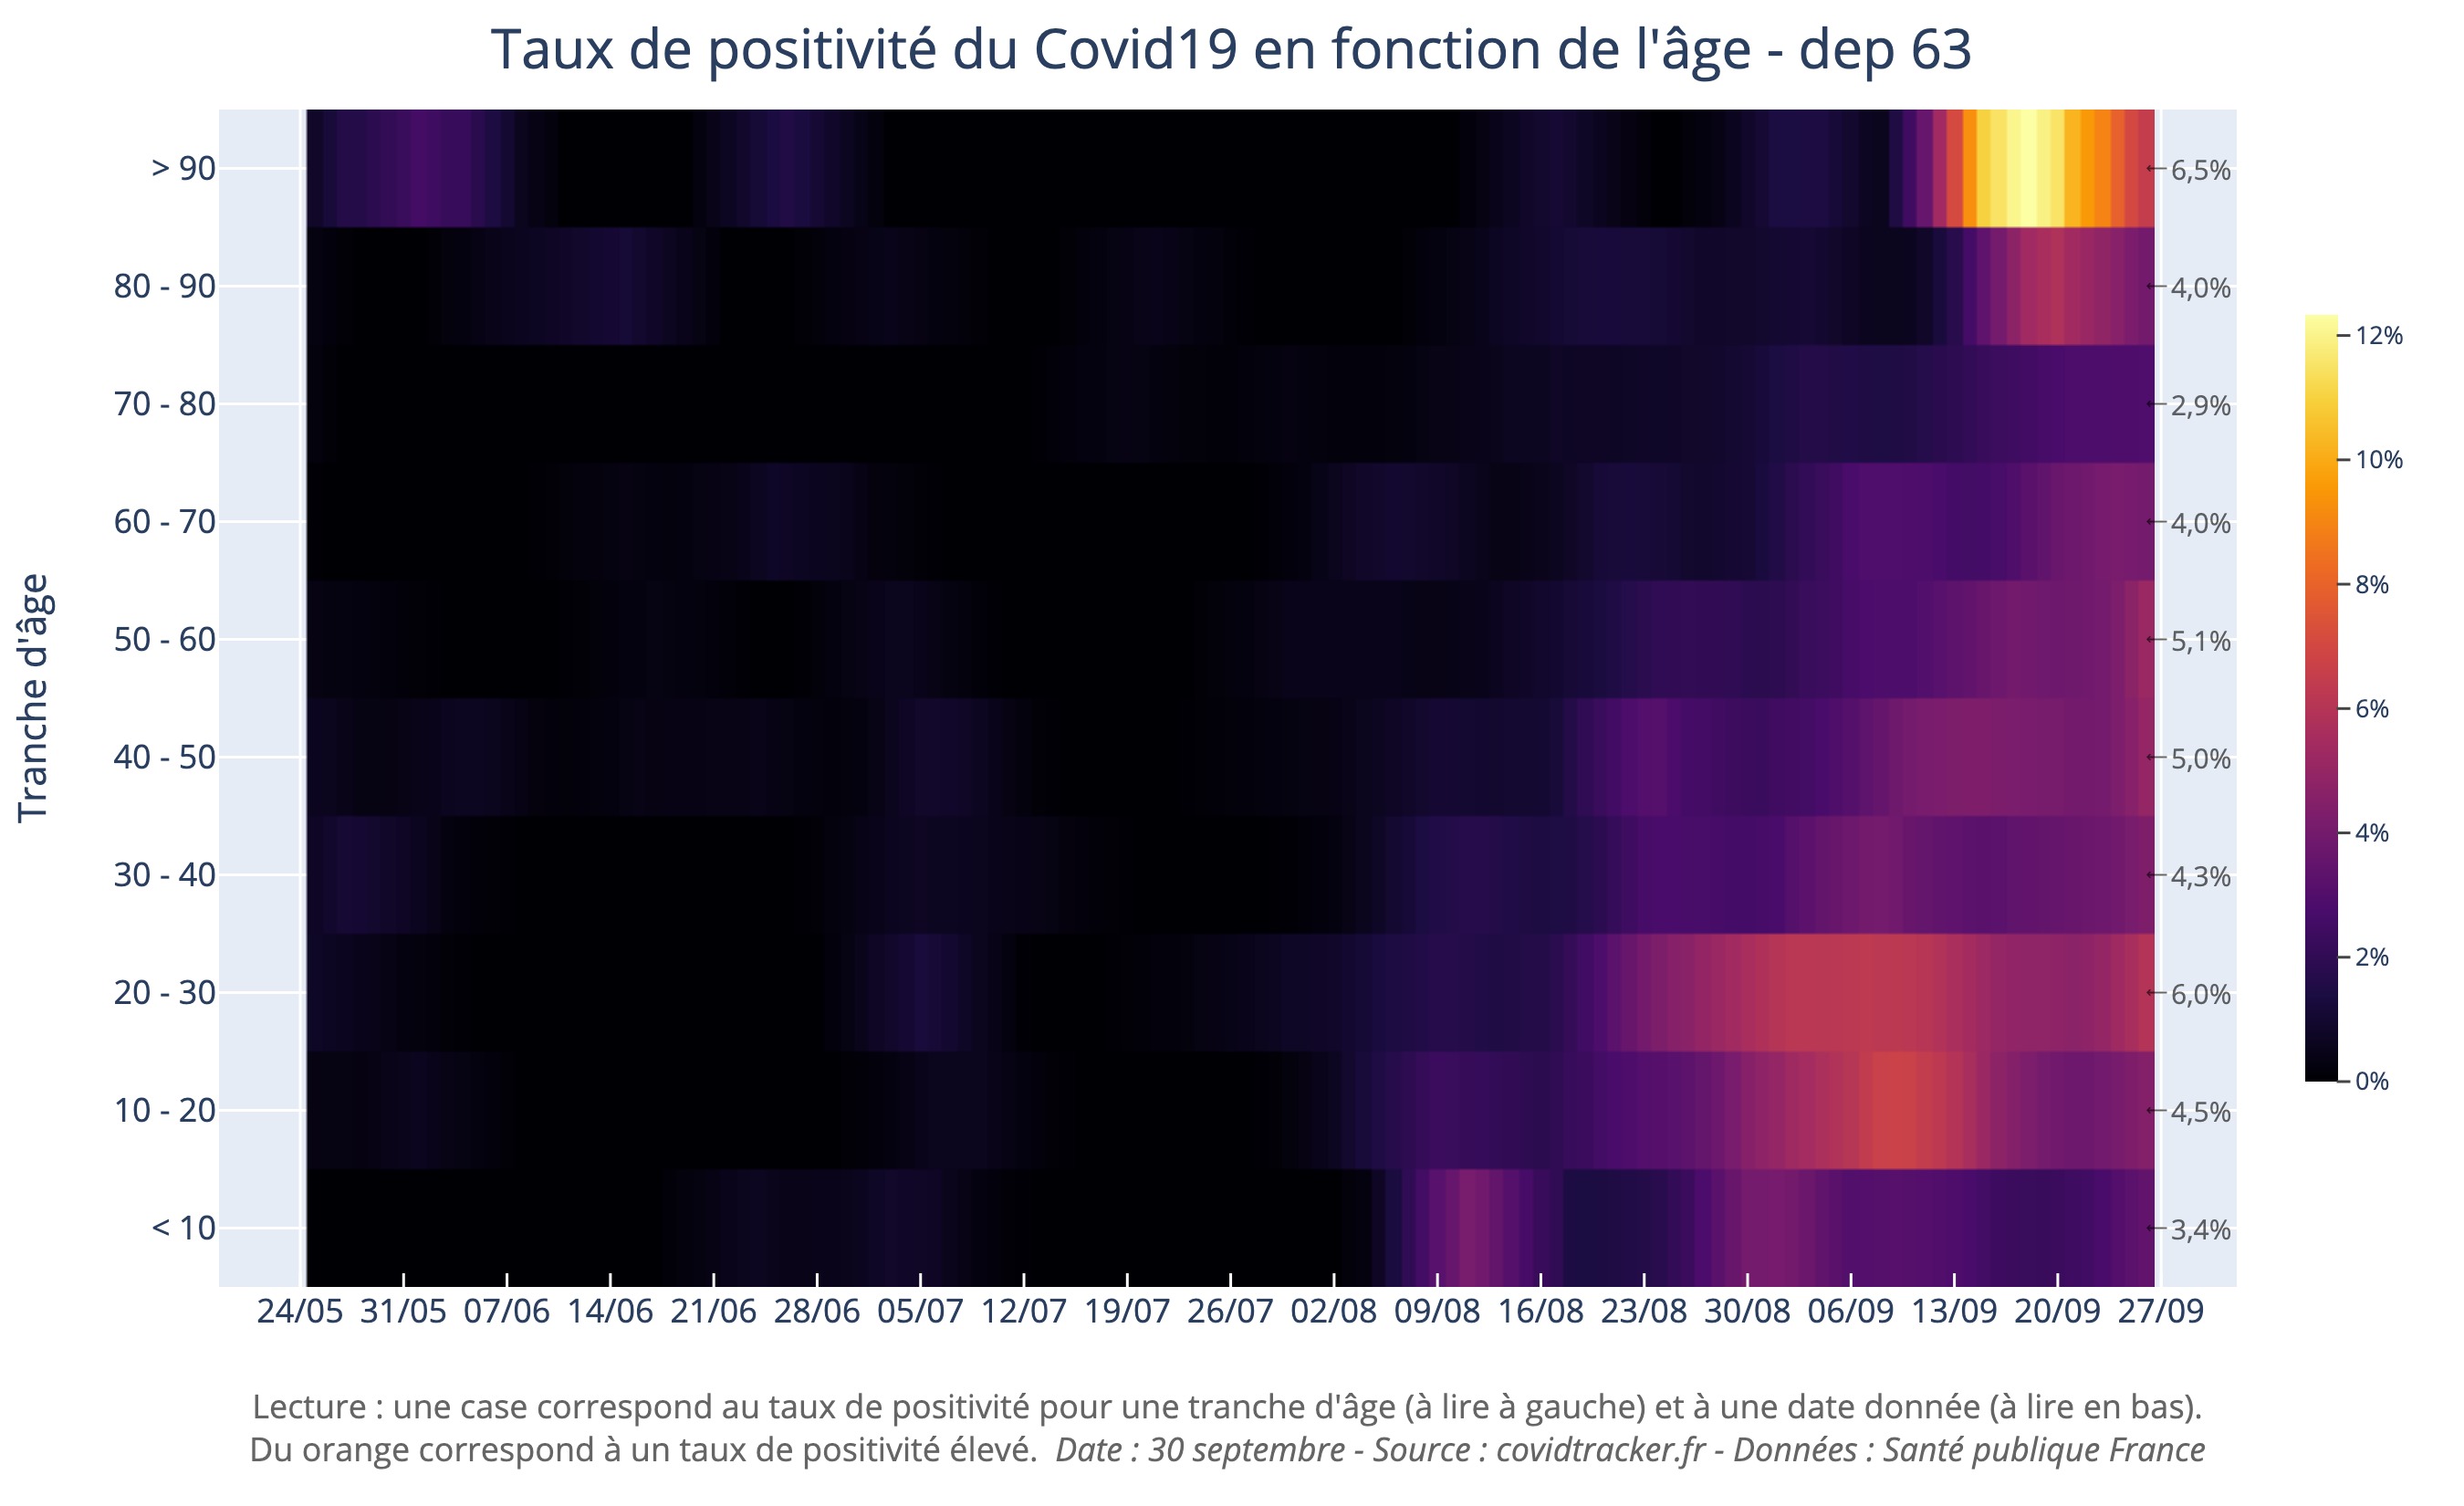 Taux de positivité du Covid19 en fonction de l'âge - dep 63
Tranche d'âge
> 90
6,5%
80 - 90
4,0%
70 - 80
2,9%
60 - 70
4,0%
50 - 60
5,1%
40 - 50
5,0%
30 - 40
4,3%
20 - 30
6,0%
10 - 20
4,5%
< 10
3,4%
12%
10%
8%
6%
4%
2%
0%
24/05 31/05 07/06 14/06 21/06 28/06 05/07 12/07 19/07 26/07 02/08 09/08 16/08 23/08 30/08 06/09 13/09 20/09 27/09
Lecture : une case correspond au taux de positivité pour une tranche d'âge (à lire à gauche) et à une date donnée (à lire en bas).
Du orange correspond à un taux de positivité élevé. Date : 30 septembre - Source : covidtracker.fr - Données : Santé publique France